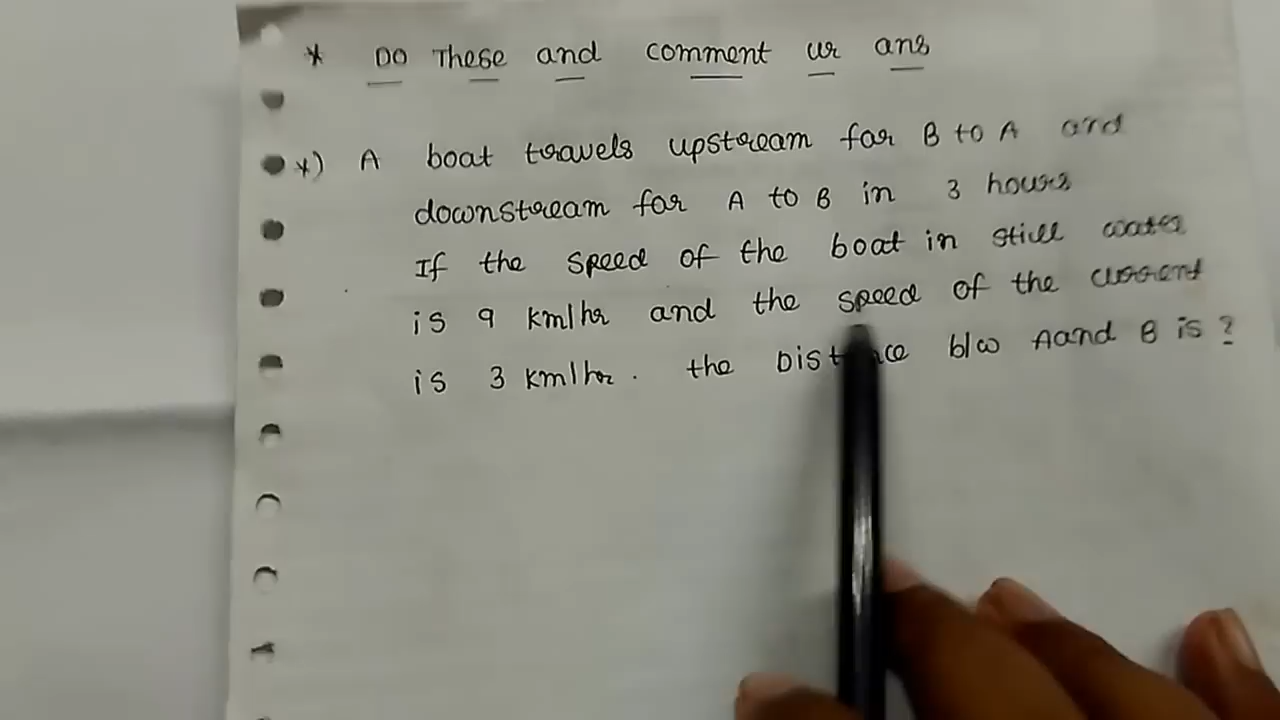 * DO These and comment ur ans
*) A boat travels upstream for B to A and
downstream for A to B in 3 hours
If the speed of the boat in still water
is 9 km/hr and the speed of the current
is 3 km/hr. the b/w A and B is ?